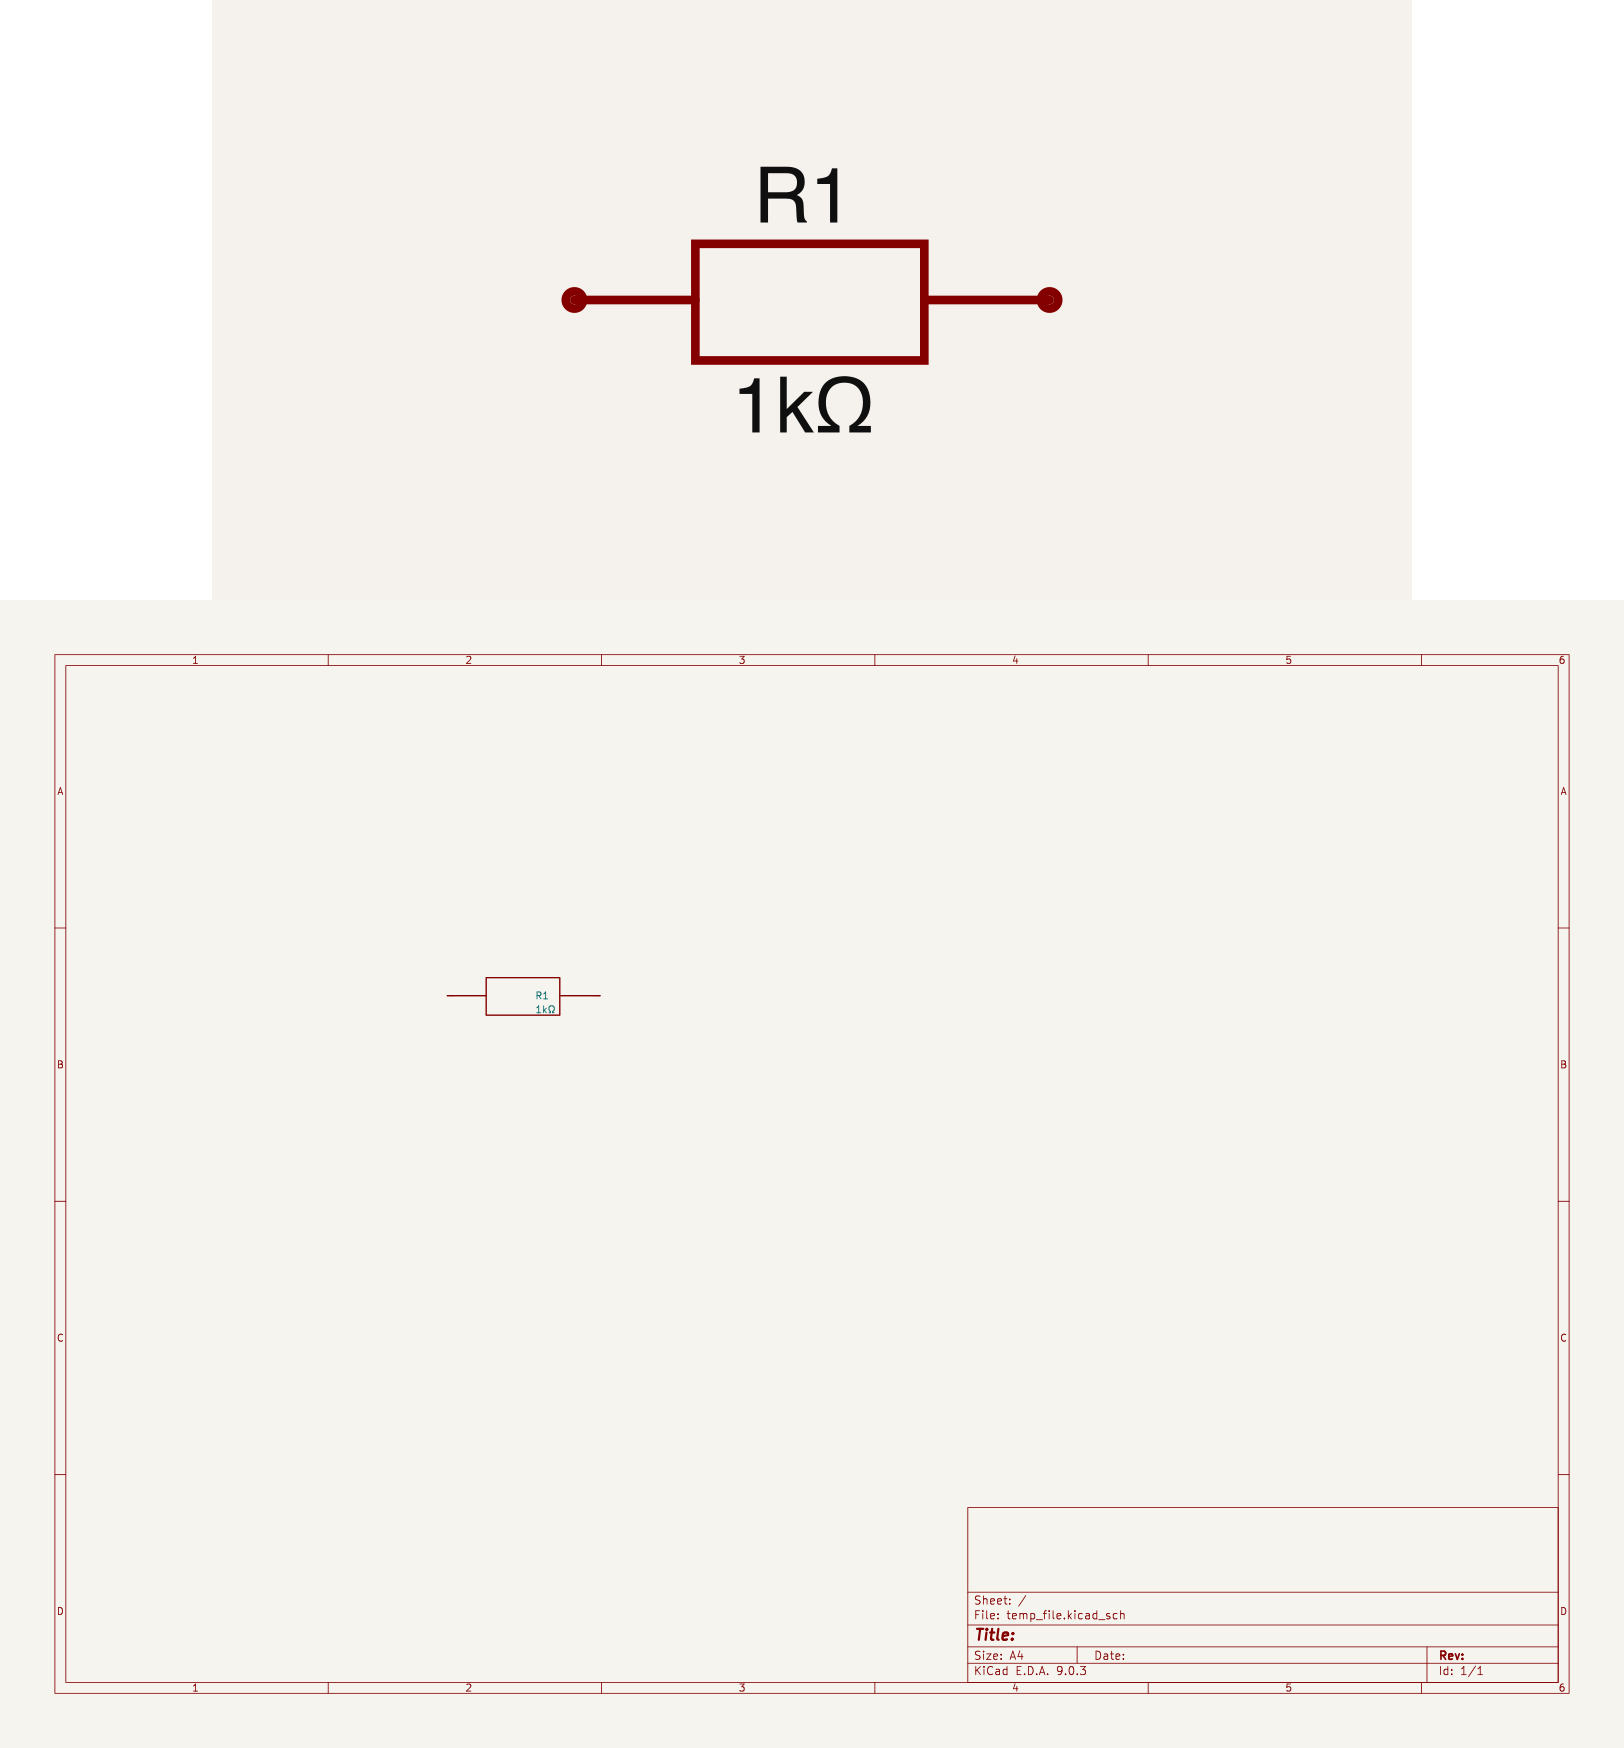 R1
1kΩ
1 2 3 4 5 6
A A
R1
1kΩ
B B
C C
Sheet: /
File: temp_file.kicad_sch
D D
Title:
Size: A4 Date: Rev:
KiCad E.D.A. 9.0.3 Id: 1/1
1 2 3 4 5 6